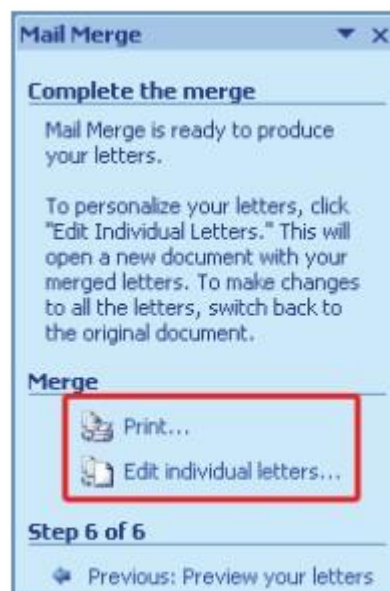 Mail Merge
Complete the merge
Mail Merge is ready to produce
your letters.
To personalize your letters, click
"Edit Individual Letters." This will
open a new document with your
merged letters. To make changes
to all the letters, switch back to
the original document.
Merge
Print...
Edit individual letters...
Step 6 of 6
Previous: Preview your letters